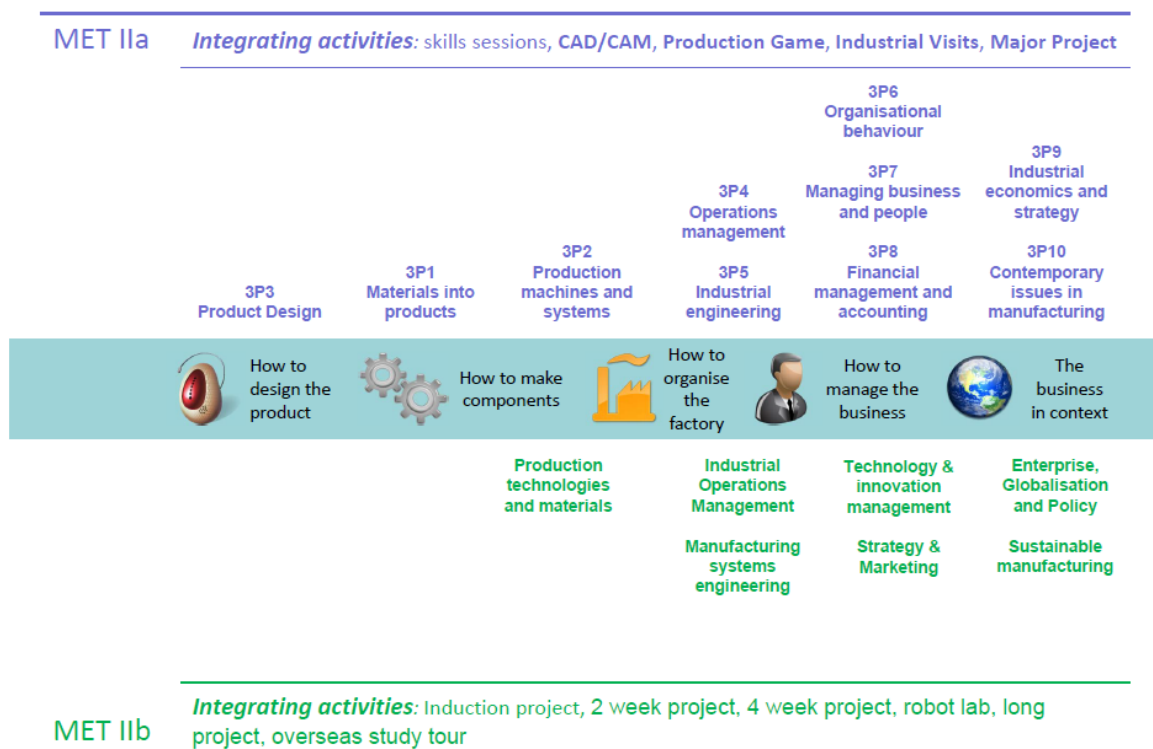 MET IIa
Integrating activities: skills sessions, CAD/CAM, Production Game, Industrial Visits, Major Project
3P3
Product Design
3P1
Materials into
products
3P2
Production
machines and
systems
3P4
Operations
management
3P5
Industrial
engineering
3P6
Organisational
behaviour
3P7
Managing business
and people
3P8
Financial
management and
accounting
3P9
Industrial
economics and
strategy
3P10
Contemporary
issues in
manufacturing
How to
design the
product
How to make
components
How to
organise
the
factory
How to
manage the
business
The
business
in context
Production
technologies
and materials
Industrial
Operations
Management
Manufacturing
systems
engineering
Technology &
innovation
management
Strategy &
Marketing
Enterprise,
Globalisation
and Policy
Sustainable
manufacturing
MET IIb
Integrating activities: Induction project, 2 week project, 4 week project, robot lab, long
project, overseas study tour